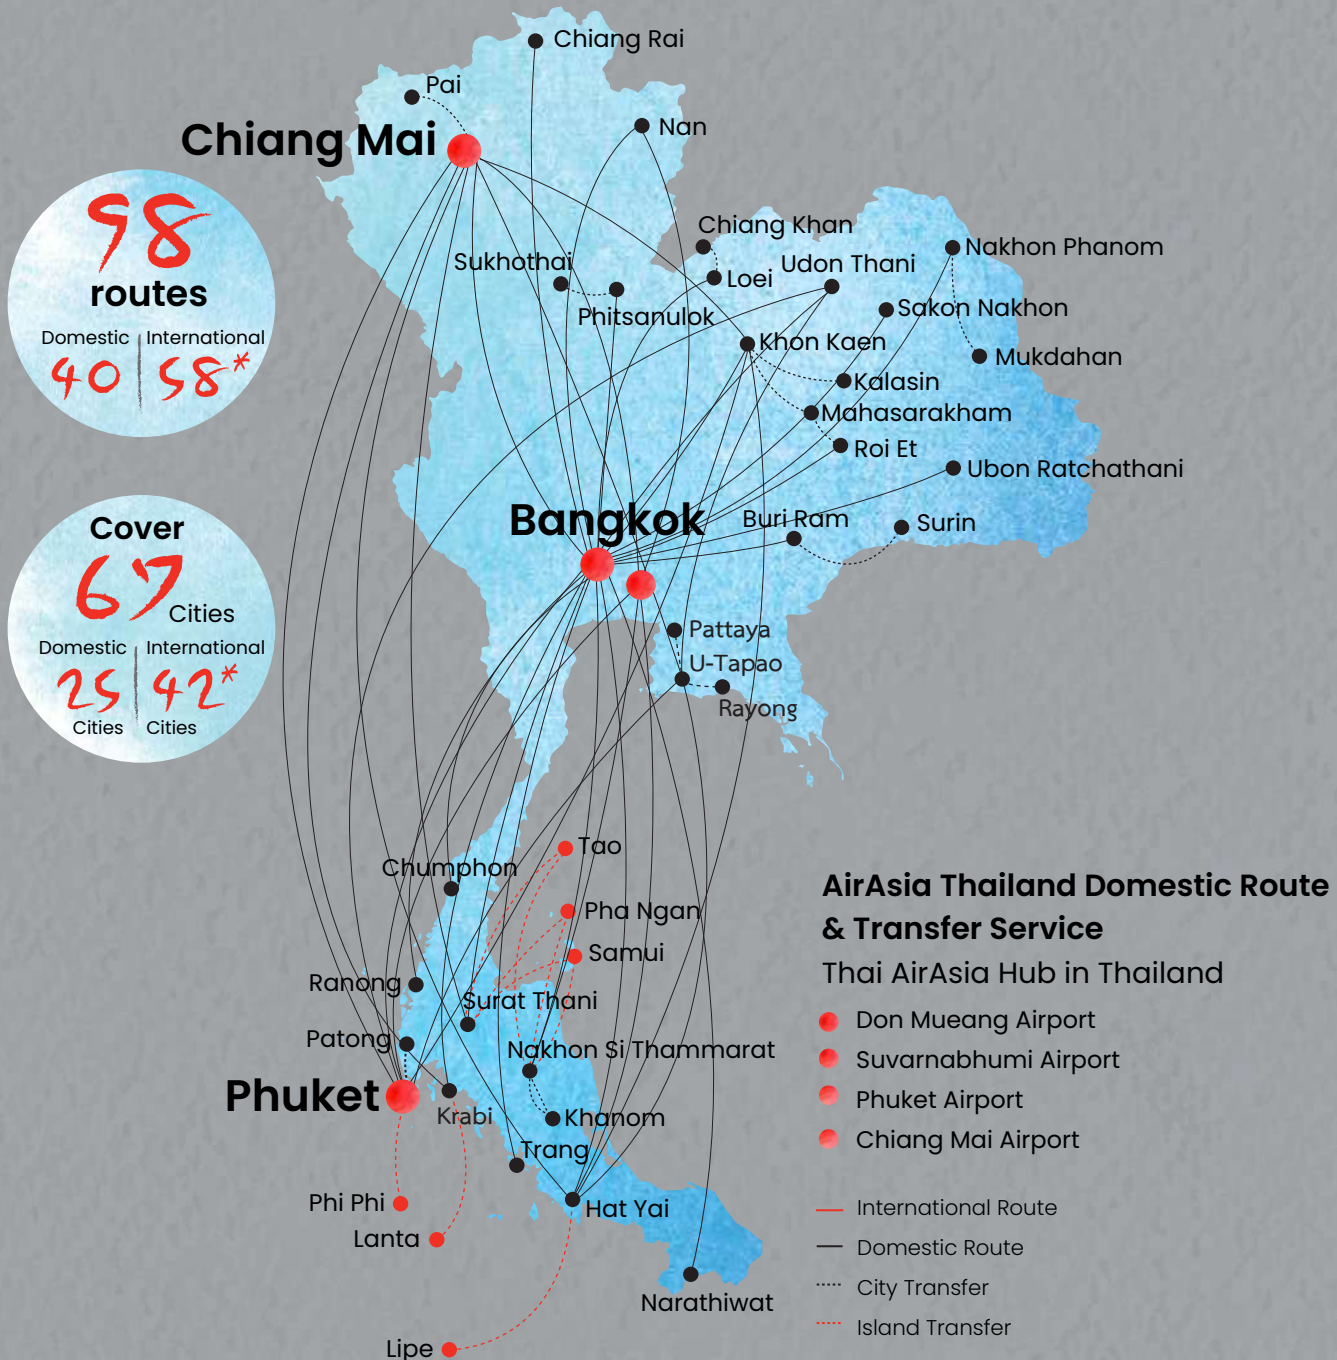 Chiang Rai
Pai
Chiang Mai
Nan
98
routes
Domestic | International
40 | 58*
Chiang Khan
Nakhon Phanom
Sukhothai
Loei
Udon Thani
Phitsanulok
Sakon Nakhon
Khon Kaen
Mukdahan
Kalasin
Mahasarakham
Roi Et
Ubon Ratchathani
Bangkok
Buri Ram
Surin
Cover
67 Cities
Domestic | International
25 | 42*
Cities | Cities
Pattaya
U-Tapao
Rayong
Tao
Chumphon
Pha Ngan
Samui
Ranong
Surat Thani
Patong
Nakhon Si Thammarat
Phuket
Krabi
Khanom
Trang
Phi Phi
Hat Yai
Lanta
Narathiwat
Lipe
AirAsia Thailand Domestic Route
& Transfer Service
Thai AirAsia Hub in Thailand
Don Mueang Airport
Suvarnabhumi Airport
Phuket Airport
Chiang Mai Airport
International Route
Domestic Route
City Transfer
Island Transfer